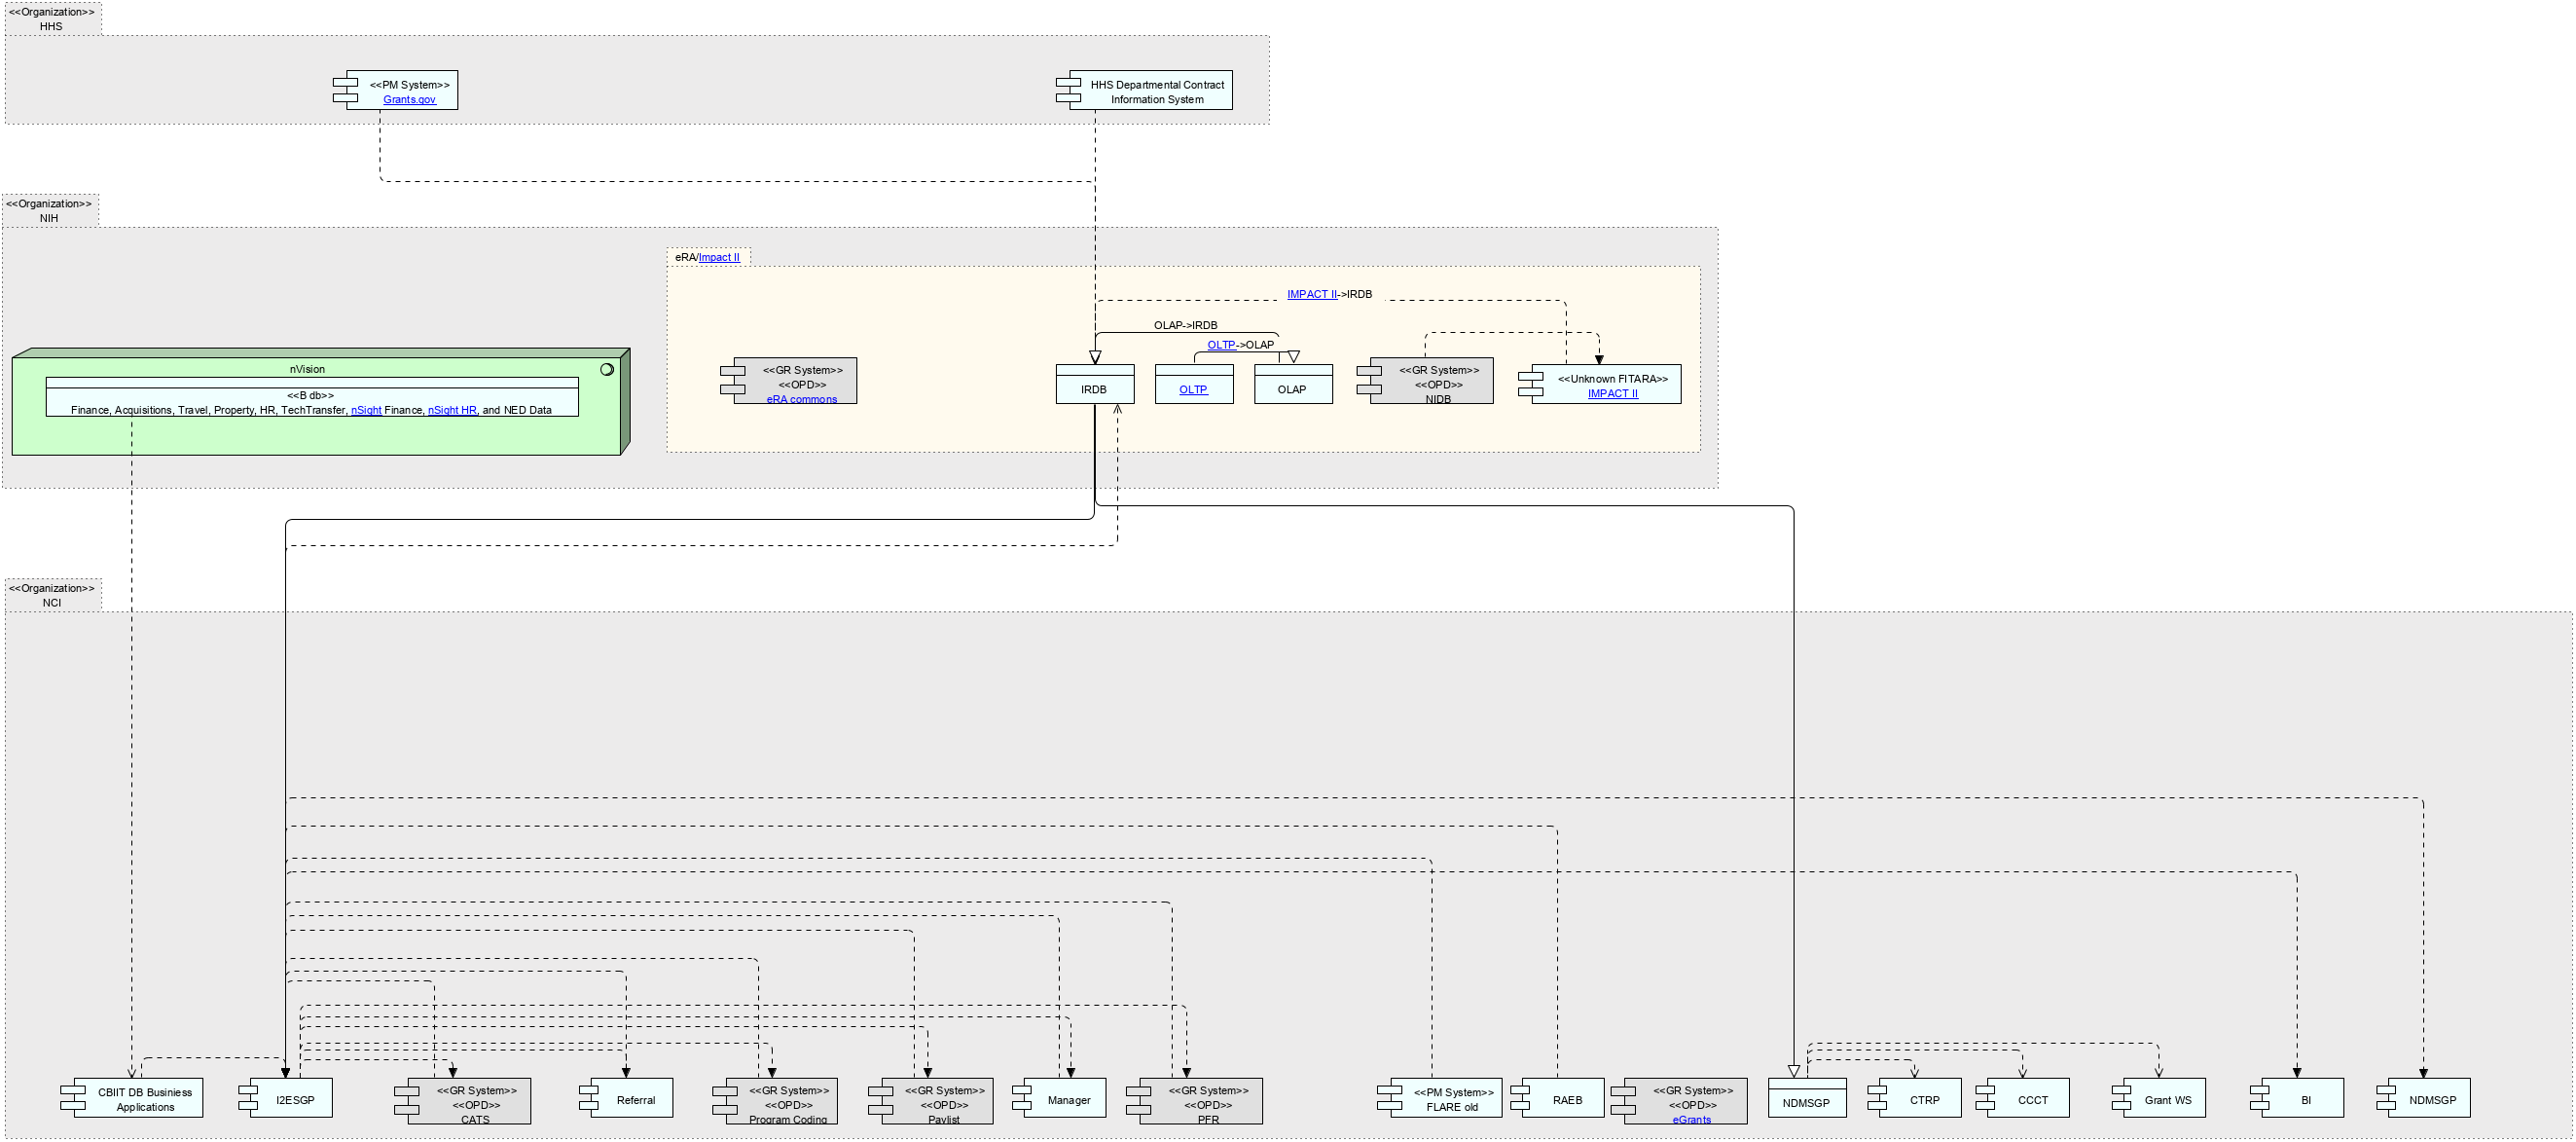 <<Organization>>
HHS
<<PM System>>
Grants.gov
HHS Departmental Contract
Information System
<<Organization>>
NIH
eRA/Impact II
IMPACT II->IRDB
OLAP->IRDB
OLTP->OLAP
nVision
<<B db>>
Finance, Acquisitions, Travel, Property, HR, TechTransfer, nSight Finance, nSight HR, and NED Data
<<GR System>>
<<OPD>>
eRA commons
IRDB
OLTP
OLAP
<<GR System>>
<<OPD>>
NIDB
<<Unknown FITARA>>
IMPACT II
<<Organization>>
NCI
CBIIT DB Businiess
Applications
I2ESGP
<<GR System>>
<<OPD>>
CATS
Referral
<<GR System>>
<<OPD>>
Program Coding
<<GR System>>
<<OPD>>
Paylist
Manager
<<GR System>>
<<OPD>>
PFR
<<PM System>>
FLARE old
RAEB
<<GR System>>
<<OPD>>
eGrants
NDMSGP
CTRP
CCCT
Grant WS
BI
NDMSGP